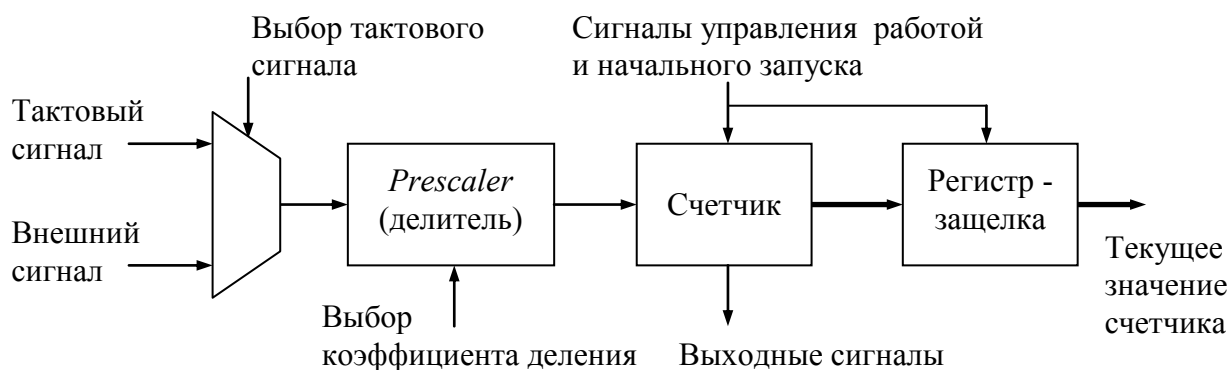 Выбор тактового
сигнала
Сигналы управления работой
и начального запуска
Тактовый
сигнал
Prescaler
(делитель)
Счетчик
Регистр -
защелка
Внешний
сигнал
Текущее
значение
счетчика
Выбор
коэффициента деления
Выходные сигналы